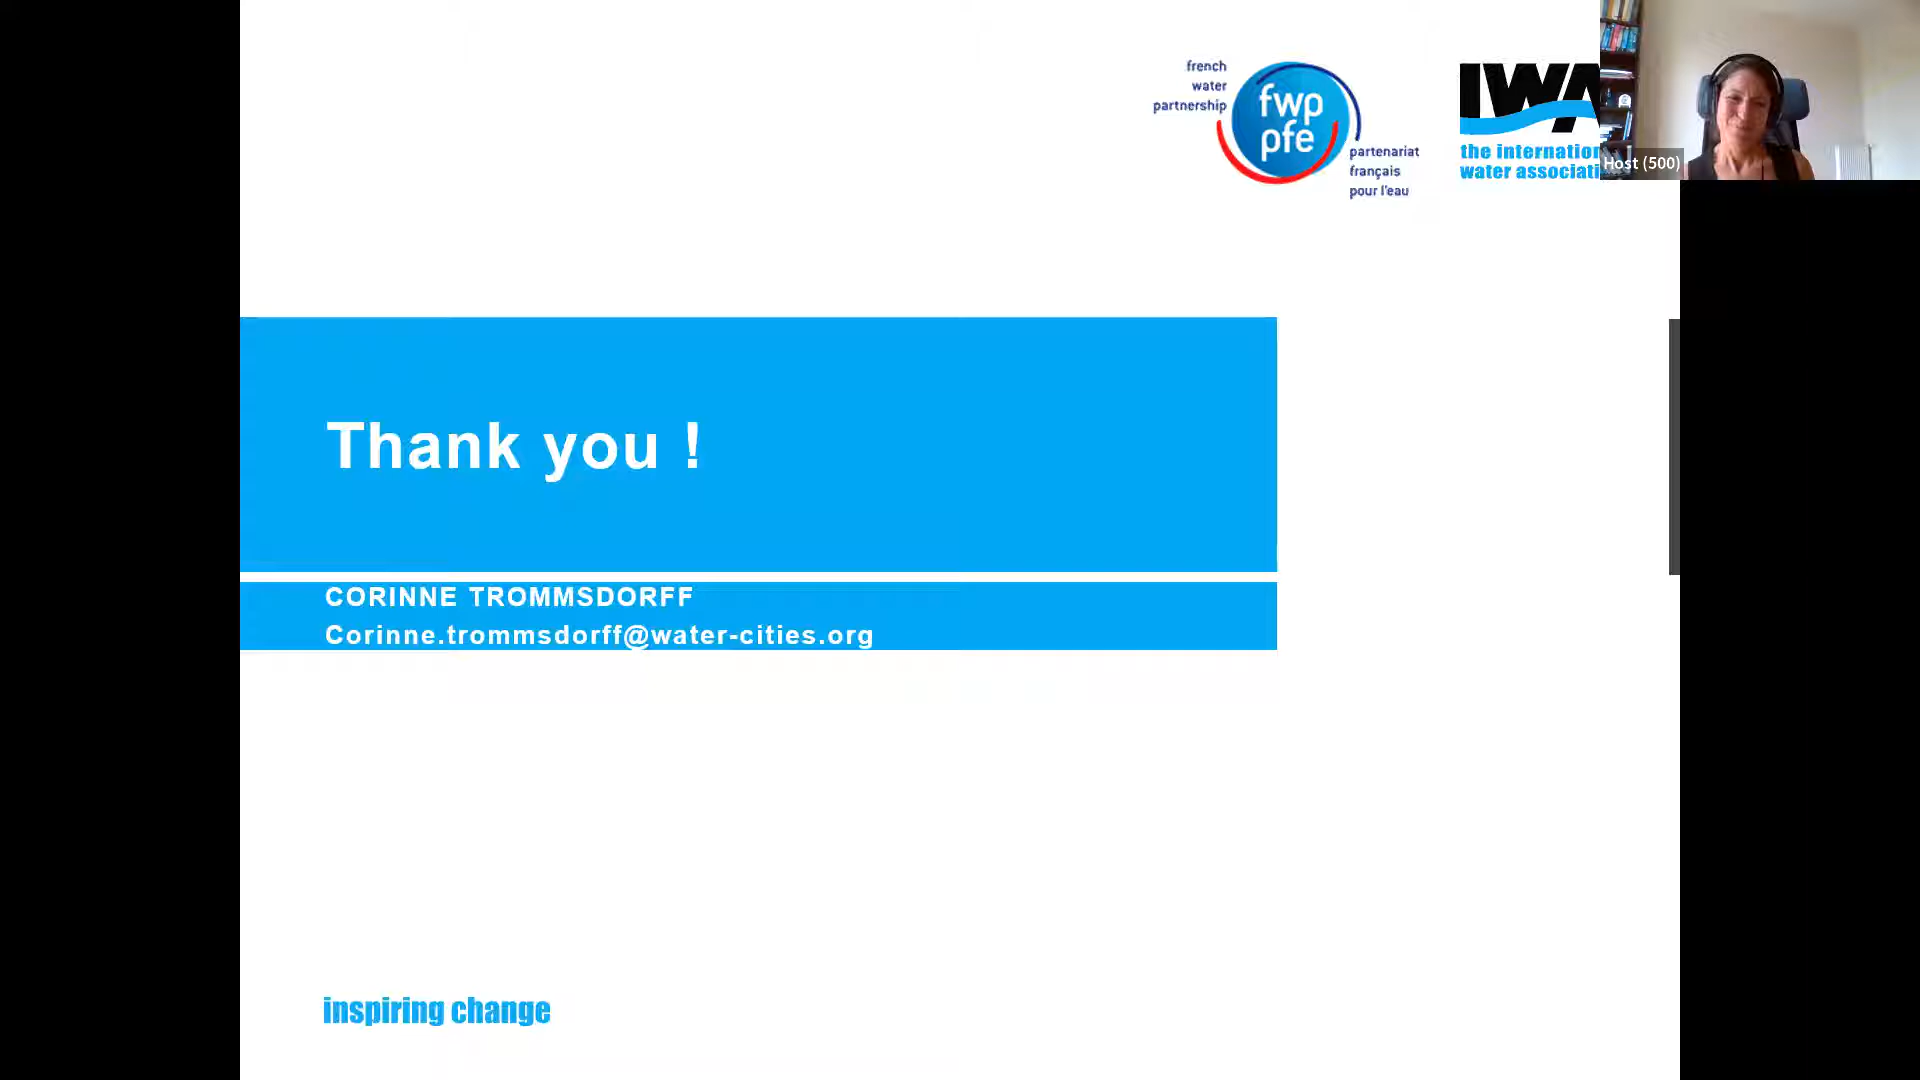 french
water
partnership
fwp
pfe
partenariat
français
pour l'eau
IWA
the internation
water associati
Host (500)
Thank you !
CORINNE TROMMSDORFF
Corinne.trommsdorff@water-cities.org
inspiring change